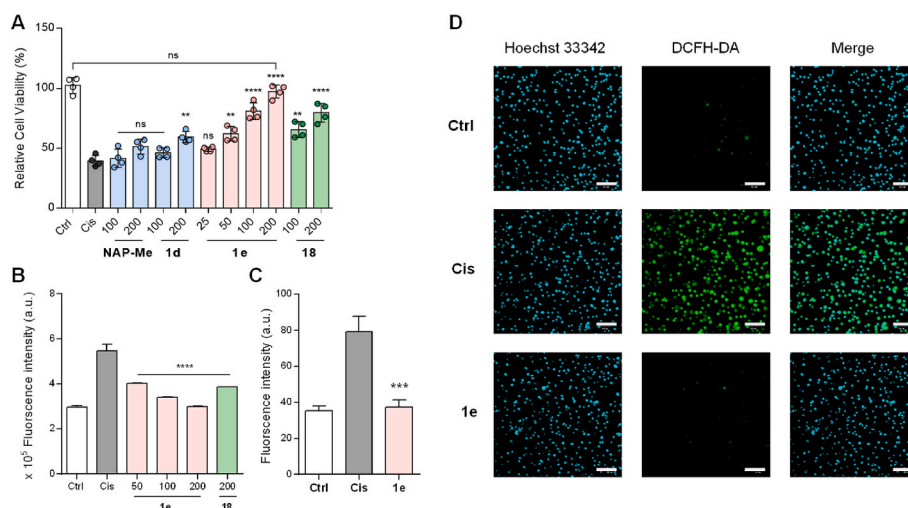 A
Relative Cell Viability (%)
150
100
50
0
ns
ns
**
ns
**
****
****
**
****
Ctrl
Cis
100
200
100
200
25
50
100
200
100
200
NAP-Me
1d
1e
18
B
x 10⁵ Fluorscence intensity (a.u.)
8
6
4
2
0
****
Ctrl
Cis
50
100
200
200
1e
18
C
Fluorescence intensity (a.u.)
100
80
60
40
20
0
***
Ctrl
Cis
1e
D
Hoechst 33342
DCFH-DA
Merge
Ctrl
Cis
1e